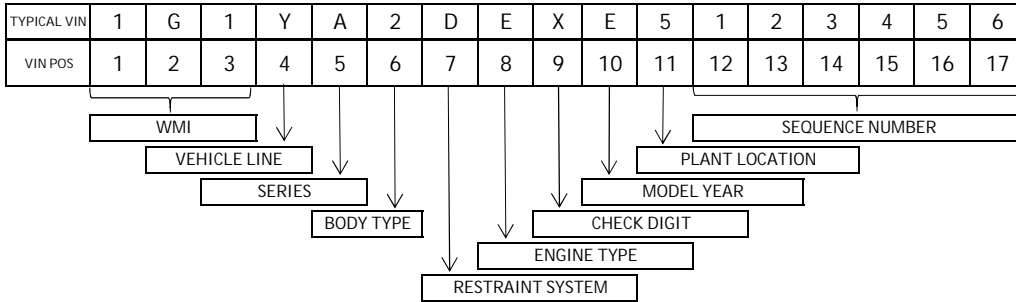 TYPICAL VIN 1 G 1 Y A 2 D E X E 5 1 2 3 4 5 6
VIN POS 1 2 3 4 5 6 7 8 9 10 11 12 13 14 15 16 17
WMI SEQUENCE NUMBER
VEHICLE LINE PLANT LOCATION
SERIES MODEL YEAR
BODY TYPE CHECK DIGIT
ENGINE TYPE
RESTRAINT SYSTEM